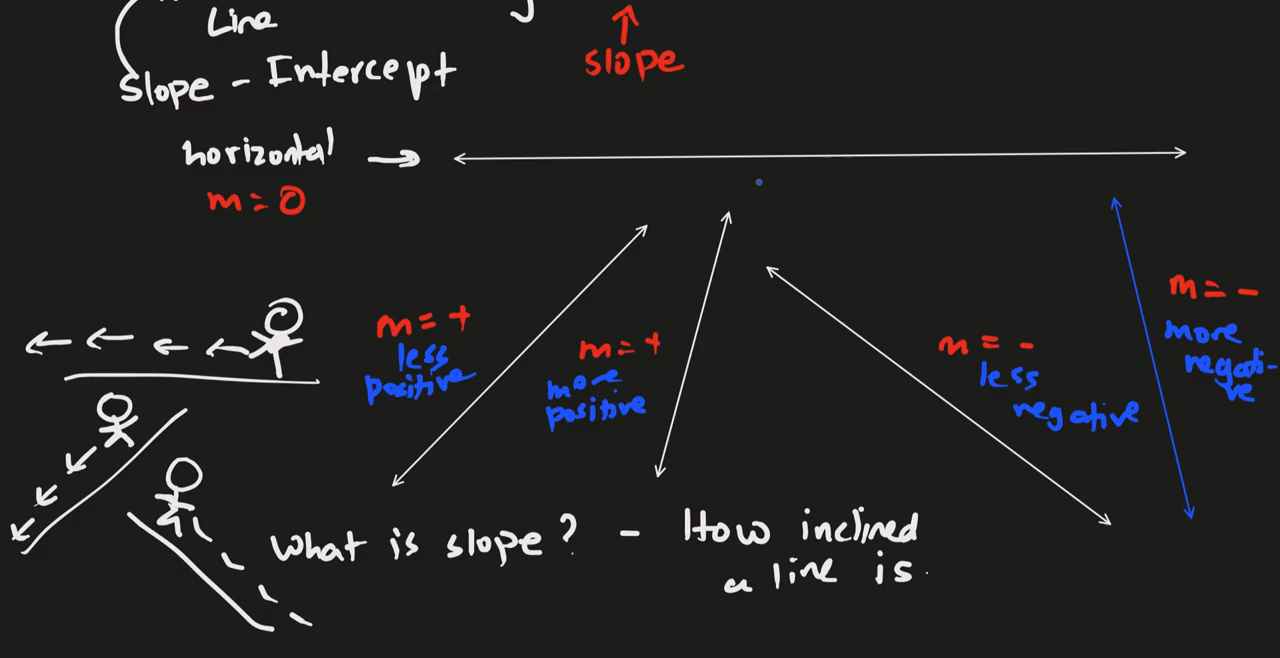 Line
slope
Slope - Intercept
horizontal
m = 0
m = +
less
positive
m = +
more
positive
m = -
less
negative
m = -
more
negati-
ve
What is slope? - How inclined
a line is.